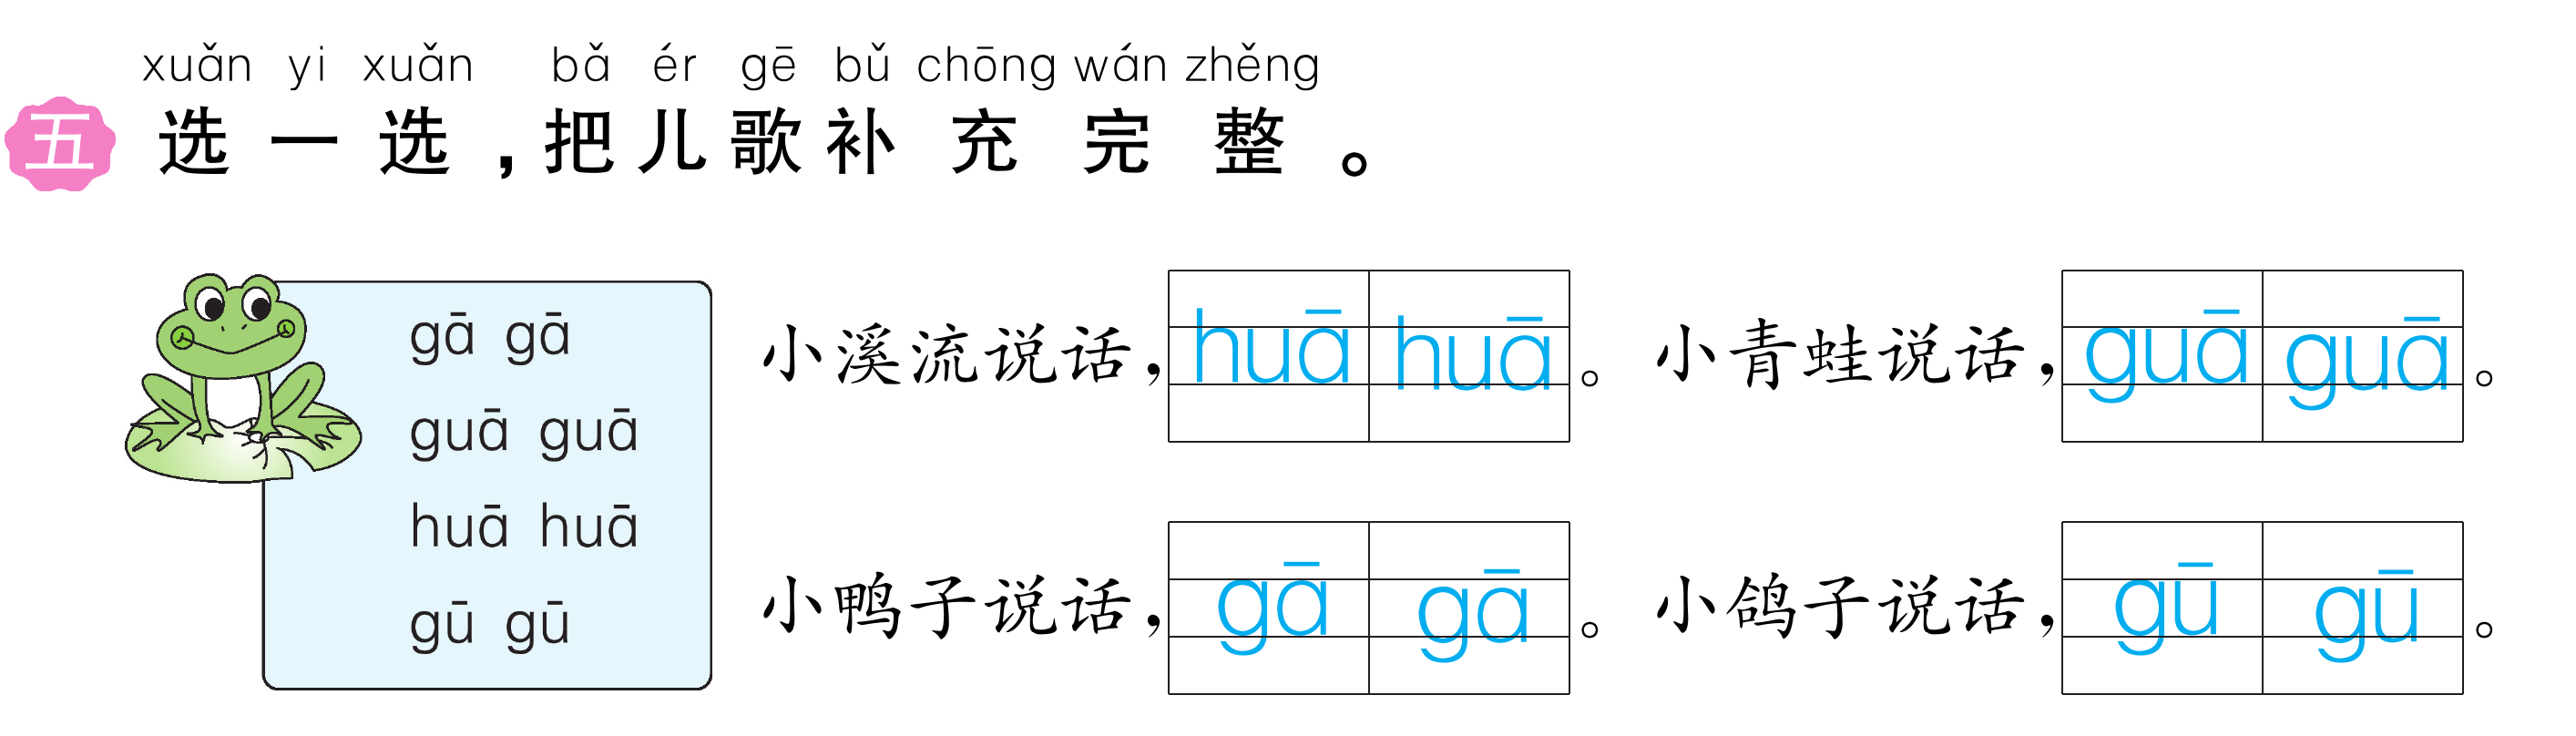 xuǎn yi xuǎn bǎ ér gē bǔ chōng wán zhěng
五 选一选，把儿歌补充完整。
gā gā
guā guā
huā huā
gū gū
小溪流说话，huā huā。小青蛙说话，guā guā。
小鸭子说话，gā gā。小鸽子说话，gū gū。